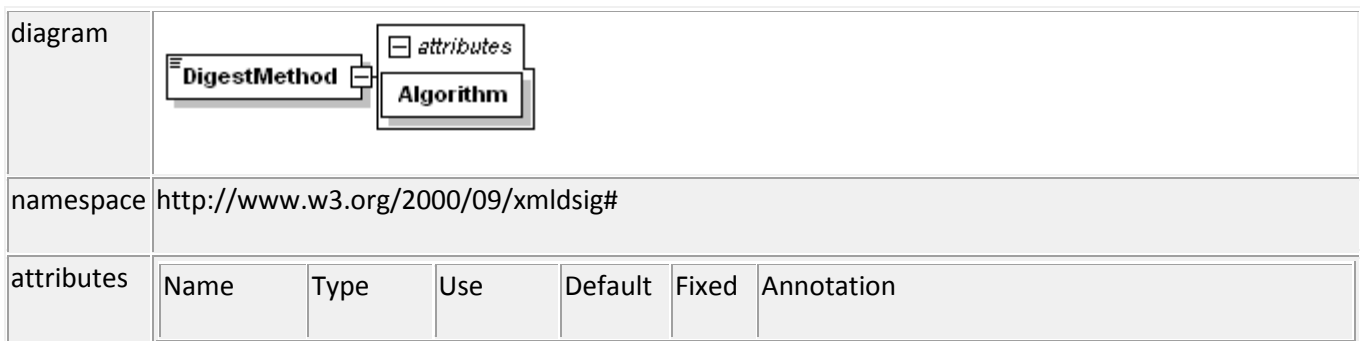 diagram
attributes
DigestMethod
Algorithm
namespace http://www.w3.org/2000/09/xmldsig#
attributes Name Type Use Default Fixed Annotation